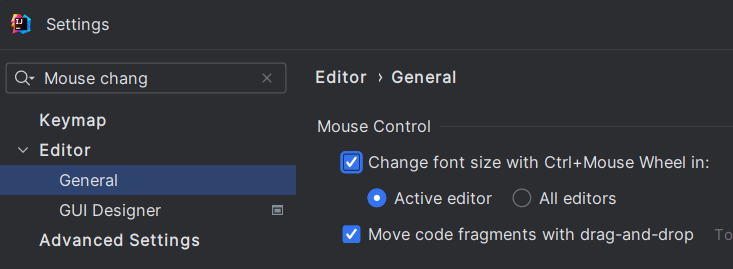 Settings
Mouse chang
Keymap
Editor
General
GUI Designer
Advanced Settings
Editor › General
Mouse Control
Change font size with Ctrl+Mouse Wheel in:
Active editor All editors
Move code fragments with drag-and-drop To